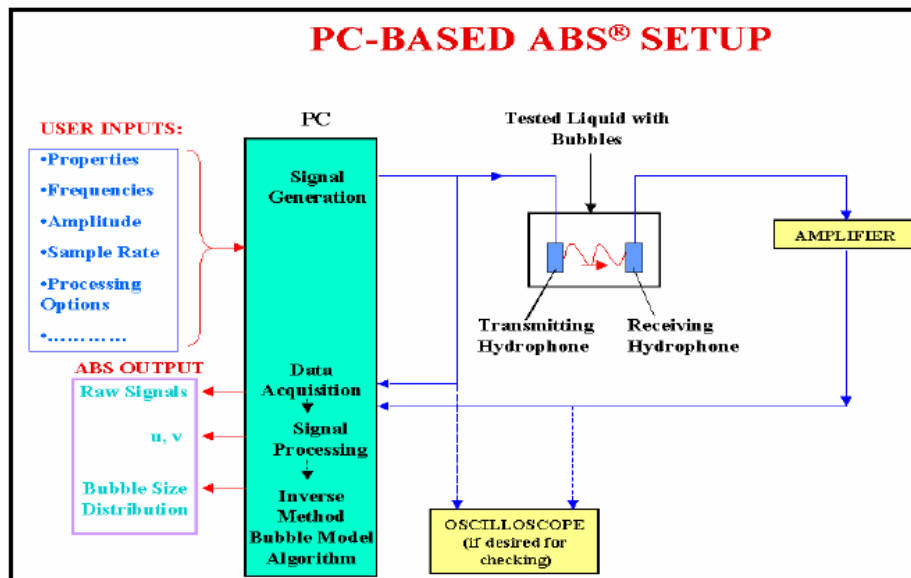 PC-BASED ABS® SETUP
USER INPUTS:
•Properties
•Frequencies
•Amplitude
•Sample Rate
•Processing
Options
•…………
PC
Signal
Generation
Tested Liquid with
Bubbles
AMPLIFIER
Transmitting
Hydrophone
Receiving
Hydrophone
ABS OUTPUT
Raw Signals
u, v
Bubble Size
Distribution
Data
Acquisition
Signal
Processing
Inverse
Method
Bubble Model
Algorithm
OSCILLOSCOPE
(if desired for
checking)